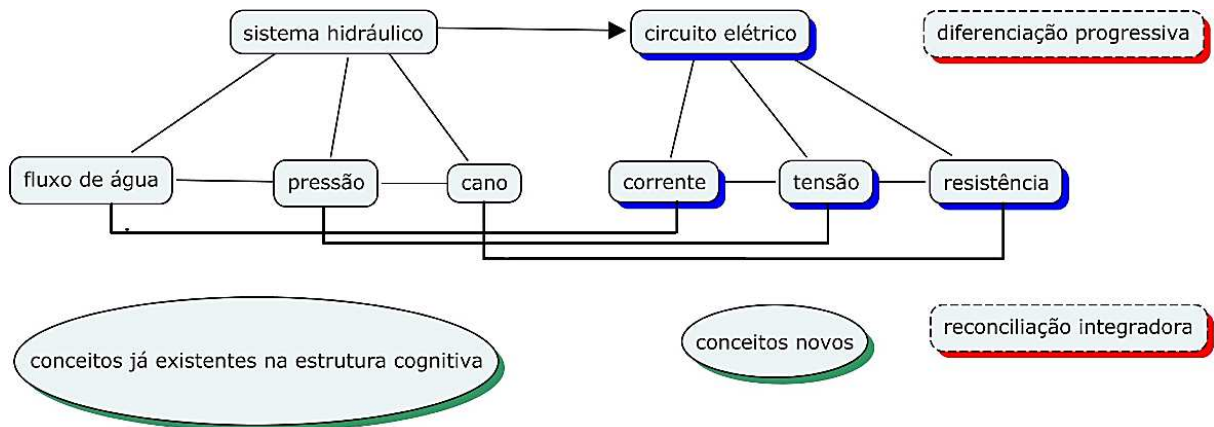 sistema hidráulico
circuito elétrico
diferenciação progressiva
fluxo de água
pressão
cano
corrente
tensão
resistência
conceitos já existentes na estrutura cognitiva
conceitos novos
reconciliação integradora